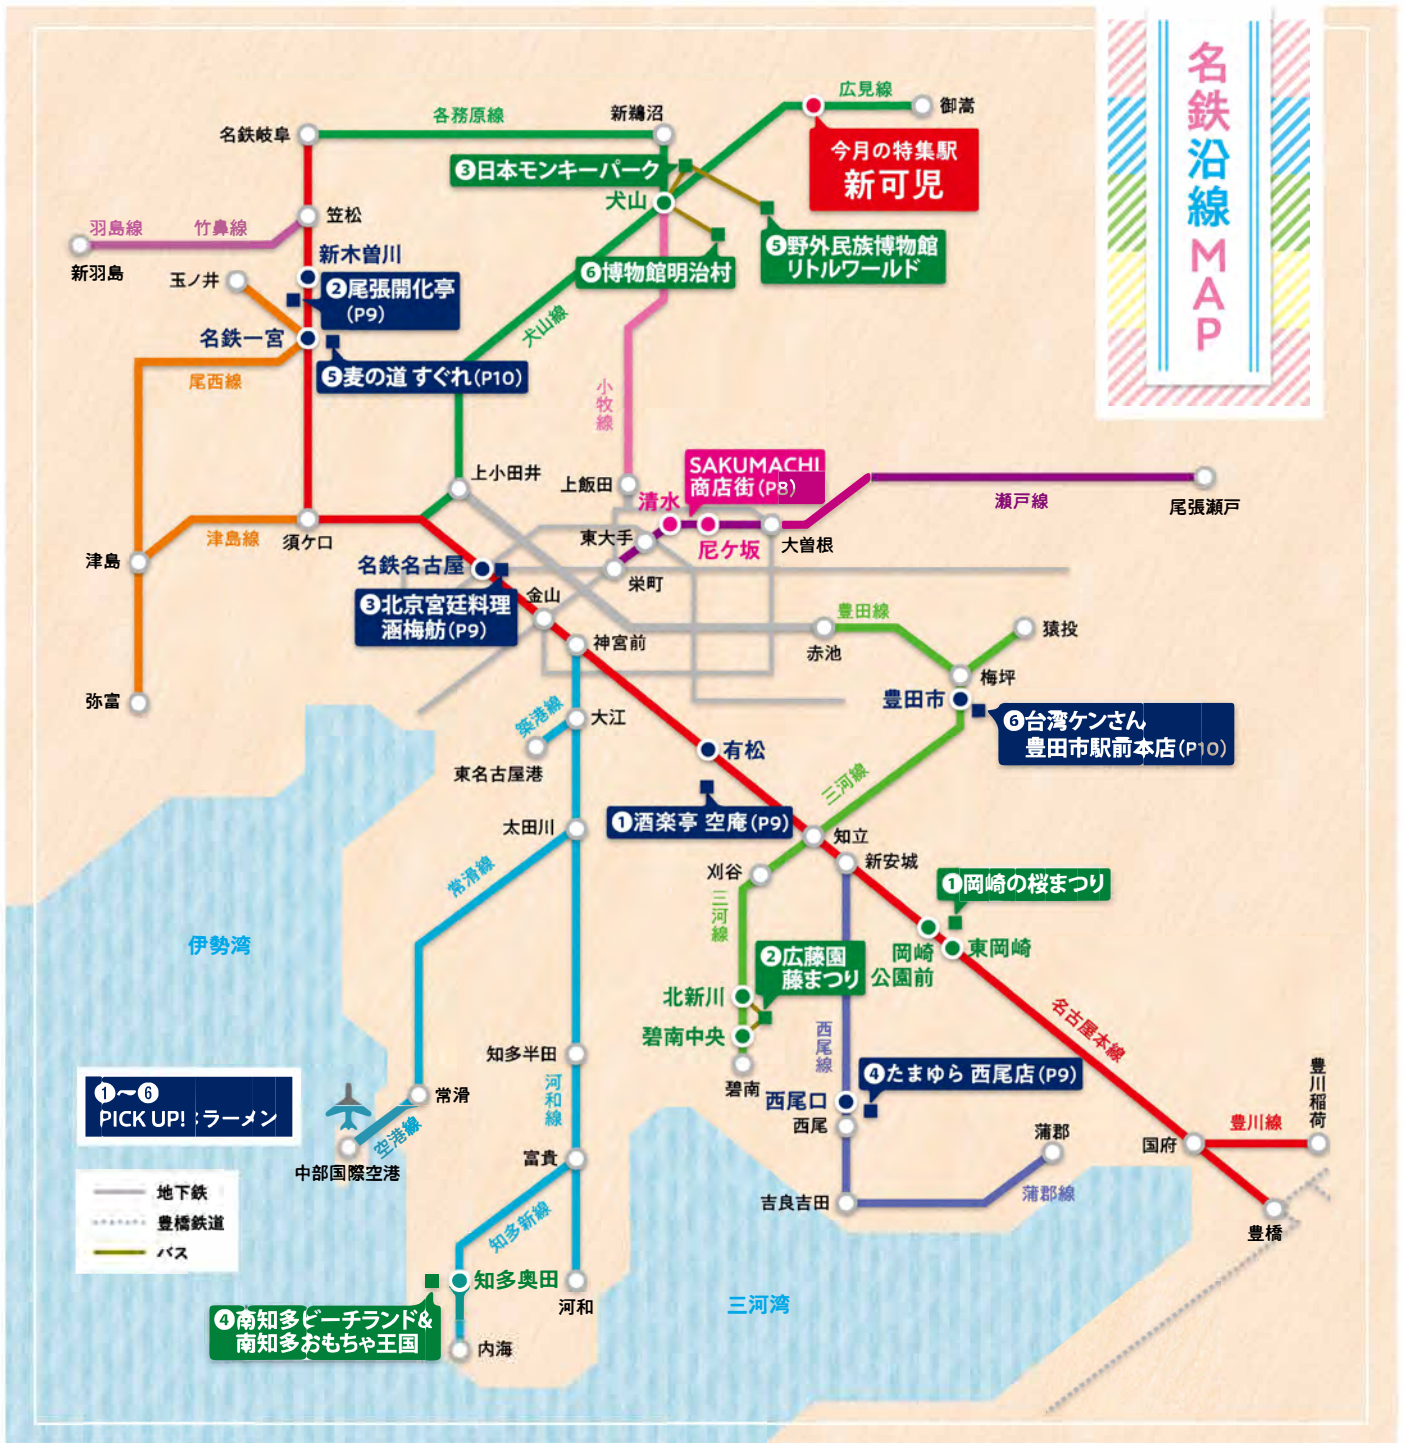 名鉄沿線MAP
広見線
御嵩
今月の特集駅
新可児
各務原線
新鵜沼
名鉄岐阜
❸日本モンキーパーク
犬山
❺野外民族博物館
リトルワールド
❻博物館明治村
笠松
羽島線
竹鼻線
新羽島
新木曽川
玉ノ井
❷尾張開化亭
(P9)
名鉄一宮
❺麦の道 すぐれ(P10)
尾西線
犬山線
小牧線
上小田井
上飯田
SAKUMACHI
商店街(P8)
清水
尼ケ坂
瀬戸線
尾張瀬戸
東大手
大曽根
栄町
津島線
須ケ口
津島
名鉄名古屋
❸北京宮廷料理
涵梅舫(P9)
金山
神宮前
豊田線
赤池
猿投
梅坪
豊田市
❻台湾ケンさん
豊田市駅前本店(P10)
弥富
築港線
大江
東名古屋港
有松
❶酒楽亭 空庵(P9)
三河線
太田川
知立
新安城
刈谷
三河線
常滑線
❶岡崎の桜まつり
岡崎
公園前
東岡崎
❷広藤園
藤まつり
北新川
碧南中央
碧南
伊勢湾
名古屋本線
西尾線
知多半田
河和線
❹たまゆら 西尾店(P9)
西尾口
西尾
豊川稲荷
豊川線
国府
豊橋
蒲郡
蒲郡線
吉良吉田
❶〜❻
PICK UP!
ラーメン
常滑
空港線
中部国際空港
地下鉄
豊橋鉄道
バス
富貴
知多新線
知多奥田
河和
内海
❹南知多ビーチランド&
南知多おもちゃ王国
三河湾